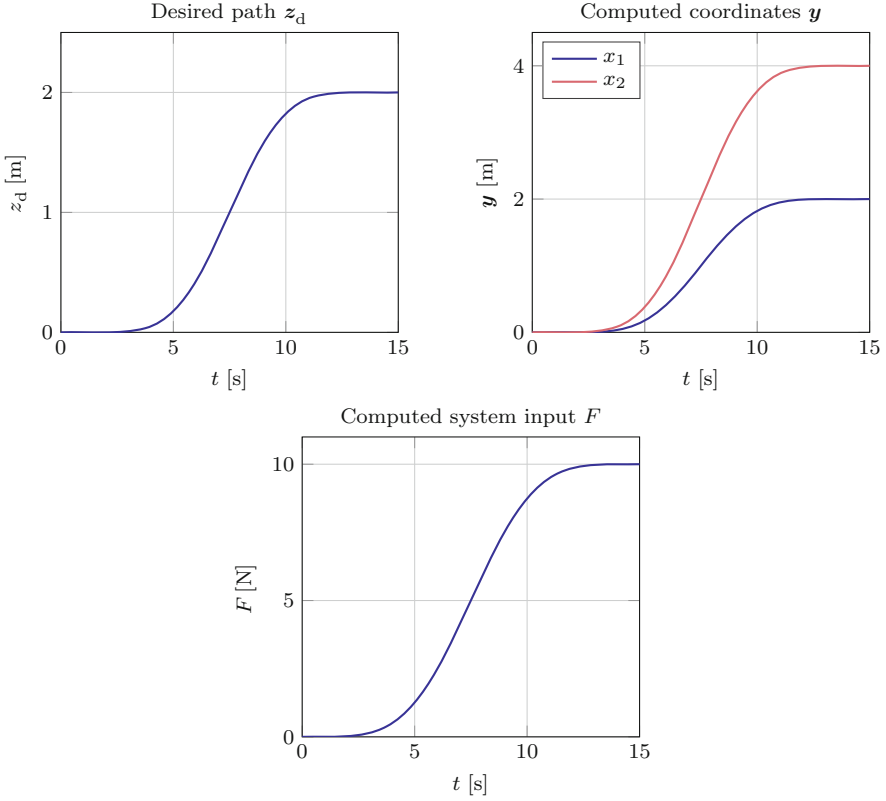 Desired path z_d
2
1
0
z_d [m]
0 5 10 15
t [s]
Computed coordinates y
x_1
x_2
4
2
0
y [m]
0 5 10 15
t [s]
Computed system input F
10
5
0
F [N]
0 5 10 15
t [s]